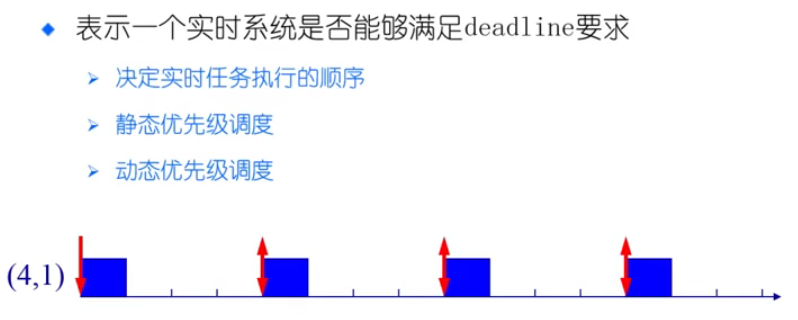 表示一个实时系统是否能够满足deadline要求
决定实时任务执行的顺序
静态优先级调度
动态优先级调度
(4,1)